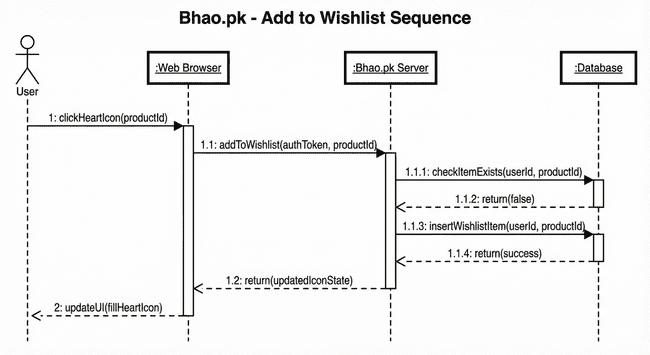 Bhao.pk - Add to Wishlist Sequence
User
:Web Browser
:Bhao.pk Server
:Database
1: clickHeartIcon(productId)
1.1: addToWishlist(authToken, productId)
1.1.1: checkItemExists(userId, productId)
1.1.2: return(false)
1.1.3: insertWishlistItem(userId, productId)
1.1.4: return(success)
1.2: return(updatedIconState)
2: updateUI(fillHeartIcon)